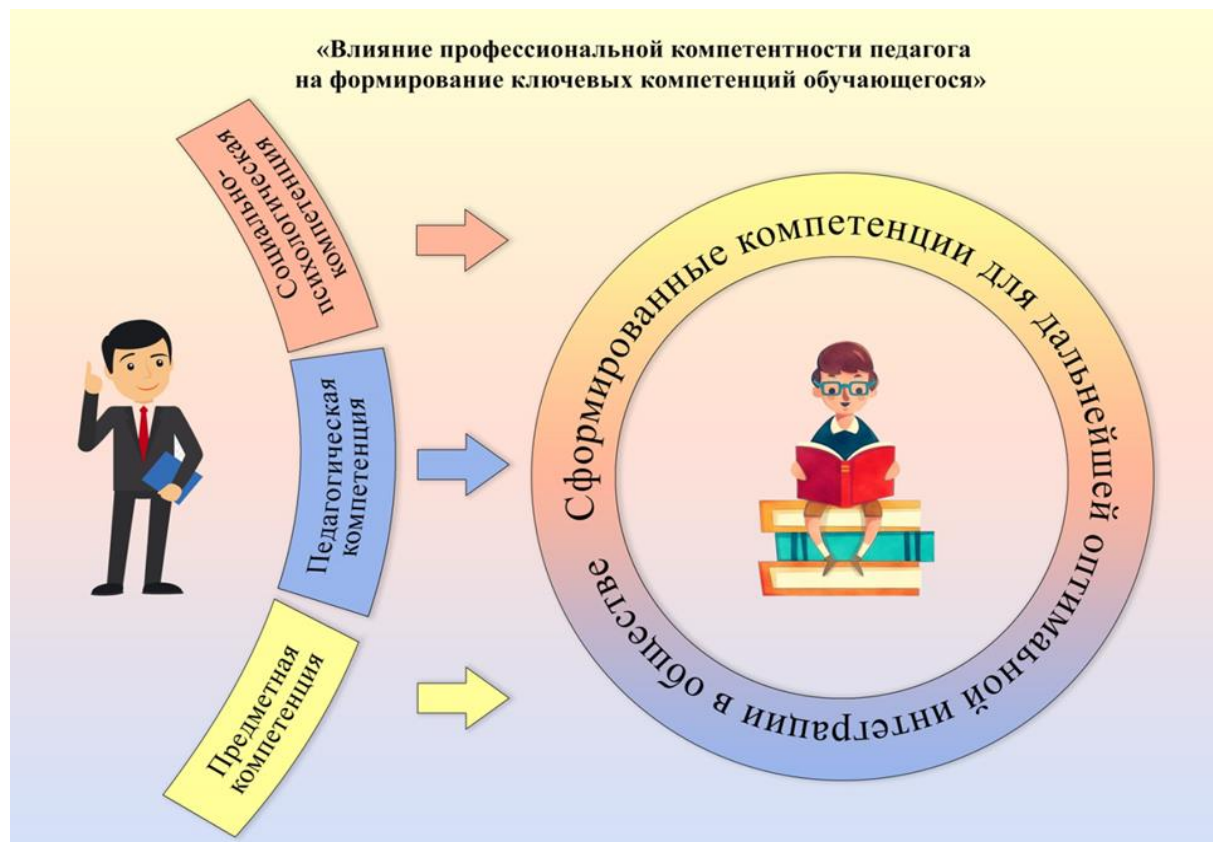 «Влияние профессиональной компетентности педагога
на формирование ключевых компетенций обучающегося»
Социально-
психологическая
компетенция
Педагогическая
компетенция
Предметная
компетенция
Сформированные компетенции для дальнейшей оптимальной интеграции в обществе